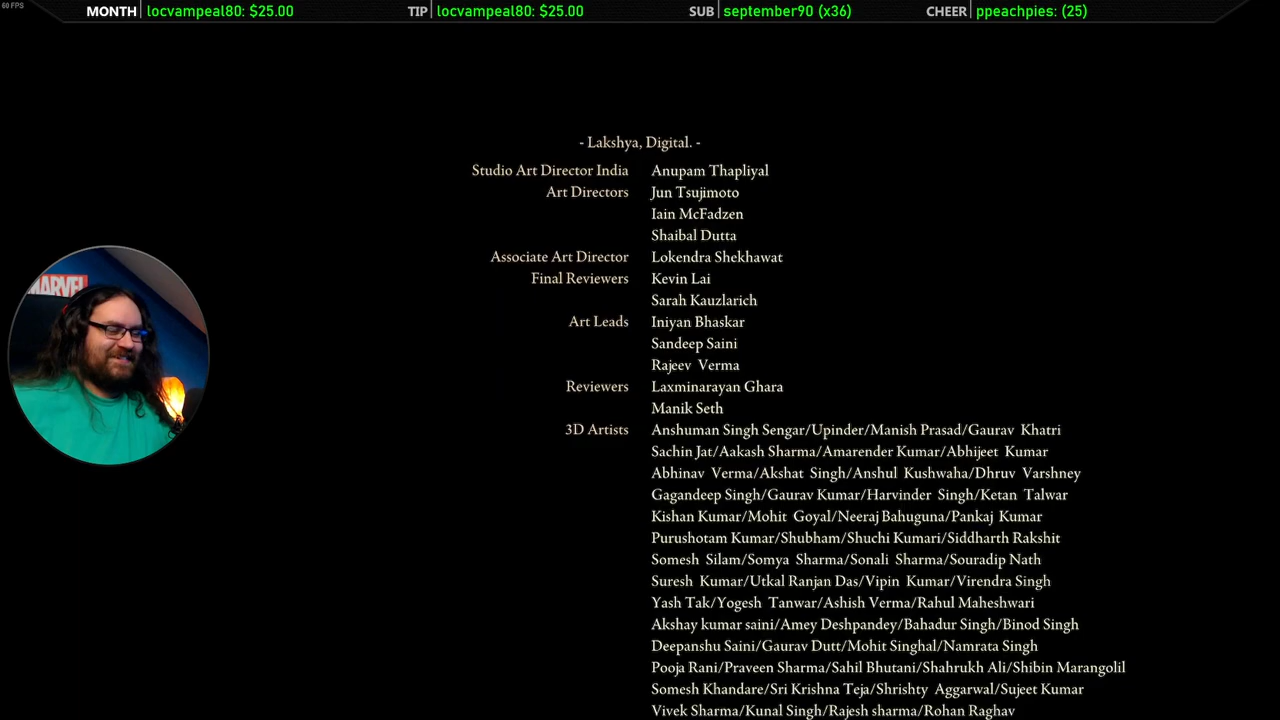 60 FPS
MONTH locvampeal80: $25.00 TIP locvampeal80: $25.00 SUB september90 (x36) CHEER ppeachpies: (25)
- Lakshya, Digital. -
Studio Art Director India Anupam Thapliyal
Art Directors Jun Tsujimoto
Iain McFadzen
Shaibal Dutta
Associate Art Director Lokendra Shekhawat
Final Reviewers Kevin Lai
Sarah Kauzlarich
Art Leads Iniyan Bhaskar
Sandeep Saini
Rajeev Verma
Reviewers Laxminarayan Ghara
Manik Seth
3D Artists Anshuman Singh Sengar/Upinder/Manish Prasad/Gaurav Khatri
Sachin Jat/Aakash Sharma/Amarender Kumar/Abhijeet Kumar
Abhinav Verma/Akshat Singh/Anshul Kushwaha/Dhruv Varshney
Gagandeep Singh/Gaurav Kumar/Harvinder Singh/Ketan Talwar
Kishan Kumar/Mohit Goyal/Neeraj Bahuguna/Pankaj Kumar
Purushotam Kumar/Shubham/Shuchi Kumari/Siddharth Rakshit
Somesh Silam/Somya Sharma/Sonali Sharma/Souradip Nath
Suresh Kumar/Utkal Ranjan Das/Vipin Kumar/Virendra Singh
Yash Tak/Yogesh Tanwar/Ashish Verma/Rahul Maheshwari
Akshay kumar saini/Amey Deshpandey/Bahadur Singh/Binod Singh
Deepanshu Saini/Gaurav Dutt/Mohit Singhal/Namrata Singh
Pooja Rani/Praveen Sharma/Sahil Bhutani/Shahrukh Ali/Shibin Marangolil
Somesh Khandare/Sri Krishna Teja/Shrishty Aggarwal/Sujeet Kumar
Vivek Sharma/Kunal Singh/Rajesh sharma/Rohan Raghav
MARVEL